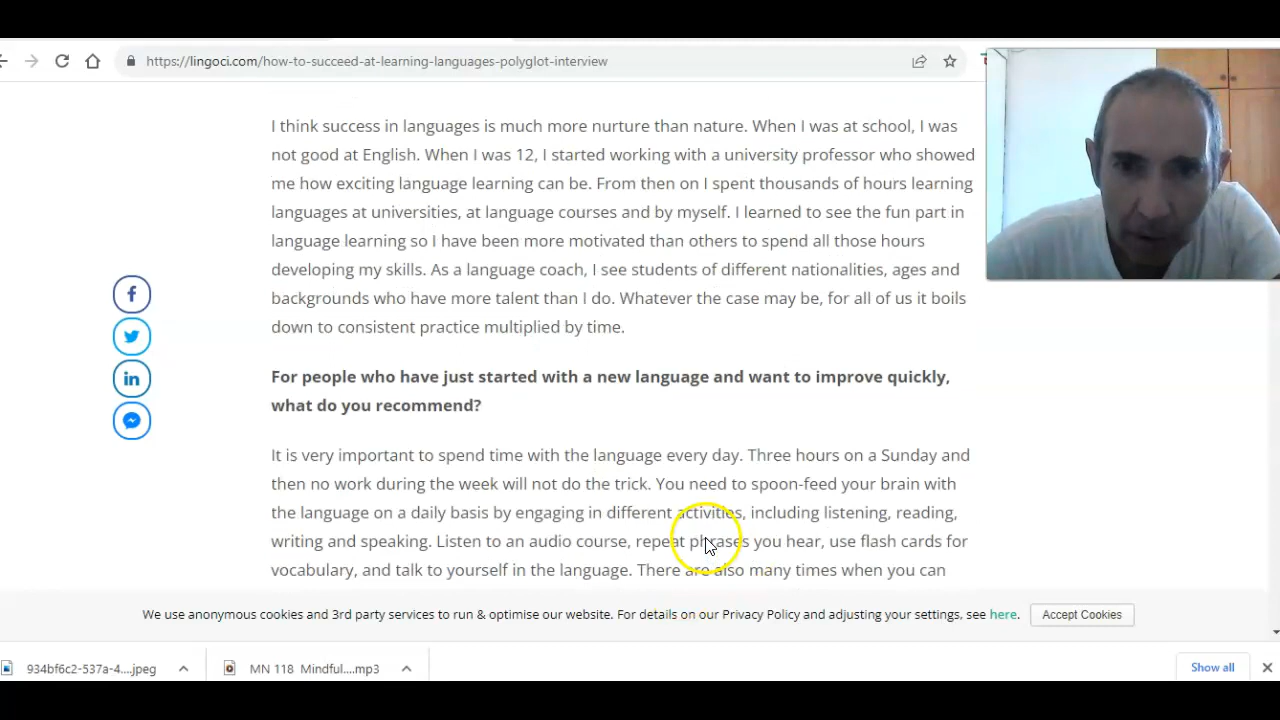 https://lingoci.com/how-to-succeed-at-learning-languages-polyglot-interview
I think success in languages is much more nurture than nature. When I was at school, I was
not good at English. When I was 12, I started working with a university professor who showed
me how exciting language learning can be. From then on I spent thousands of hours learning
languages at universities, at language courses and by myself. I learned to see the fun part in
language learning so I have been more motivated than others to spend all those hours
developing my skills. As a language coach, I see students of different nationalities, ages and
backgrounds who have more talent than I do. Whatever the case may be, for all of us it boils
down to consistent practice multiplied by time.
For people who have just started with a new language and want to improve quickly,
what do you recommend?
It is very important to spend time with the language every day. Three hours on a Sunday and
then no work during the week will not do the trick. You need to spoon-feed your brain with
the language on a daily basis by engaging in different activities, including listening, reading,
writing and speaking. Listen to an audio course, repeat phrases you hear, use flash cards for
vocabulary, and talk to yourself in the language. There are also many times when you can
We use anonymous cookies and 3rd party services to run & optimise our website. For details on our Privacy Policy and adjusting your settings, see here. Accept Cookies
934bf6c2-537a-4....jpeg MN 118 Mindful....mp3 Show all